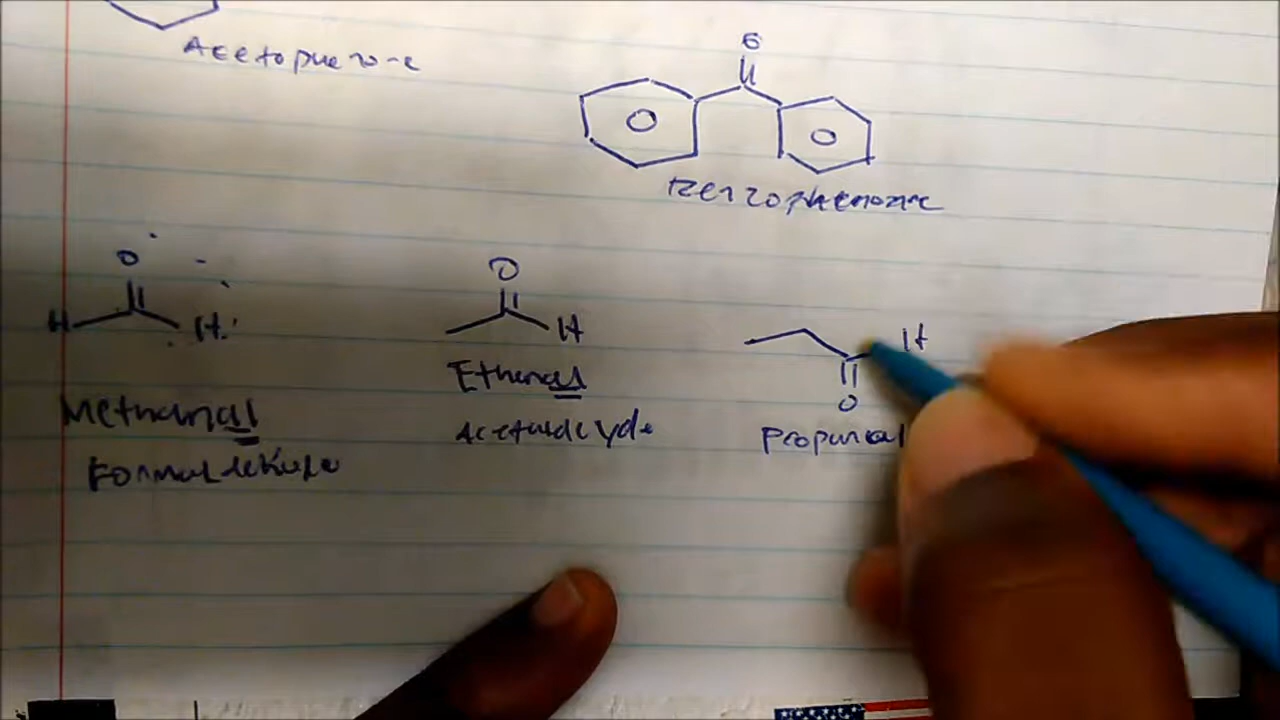 Acetophenone
O
Benzophenone
O
H H
Methanal
Formaldehyde
O
H
Ethanal
Acetaldehyde
H
O
Propanal